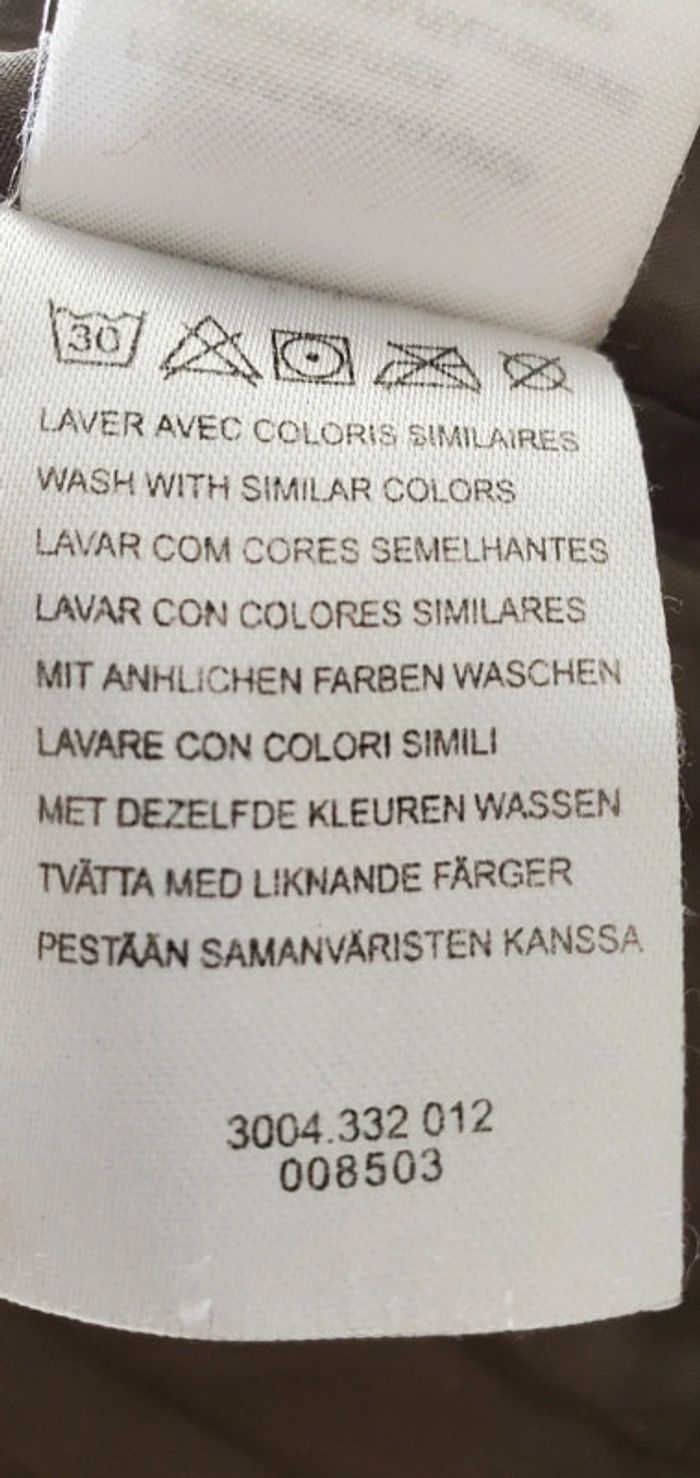 30
LAVER AVEC COLORIS SIMILAIRES
WASH WITH SIMILAR COLORS
LAVAR COM CORES SEMELHANTES
LAVAR CON COLORES SIMILARES
MIT ANHLICHEN FARBEN WASCHEN
LAVARE CON COLORI SIMILI
MET DEZELFDE KLEUREN WASSEN
TVÄTTA MED LIKNANDE FÄRGER
PESTÄÄN SAMANVÄRISTEN KANSSA
3004.332 012
008503